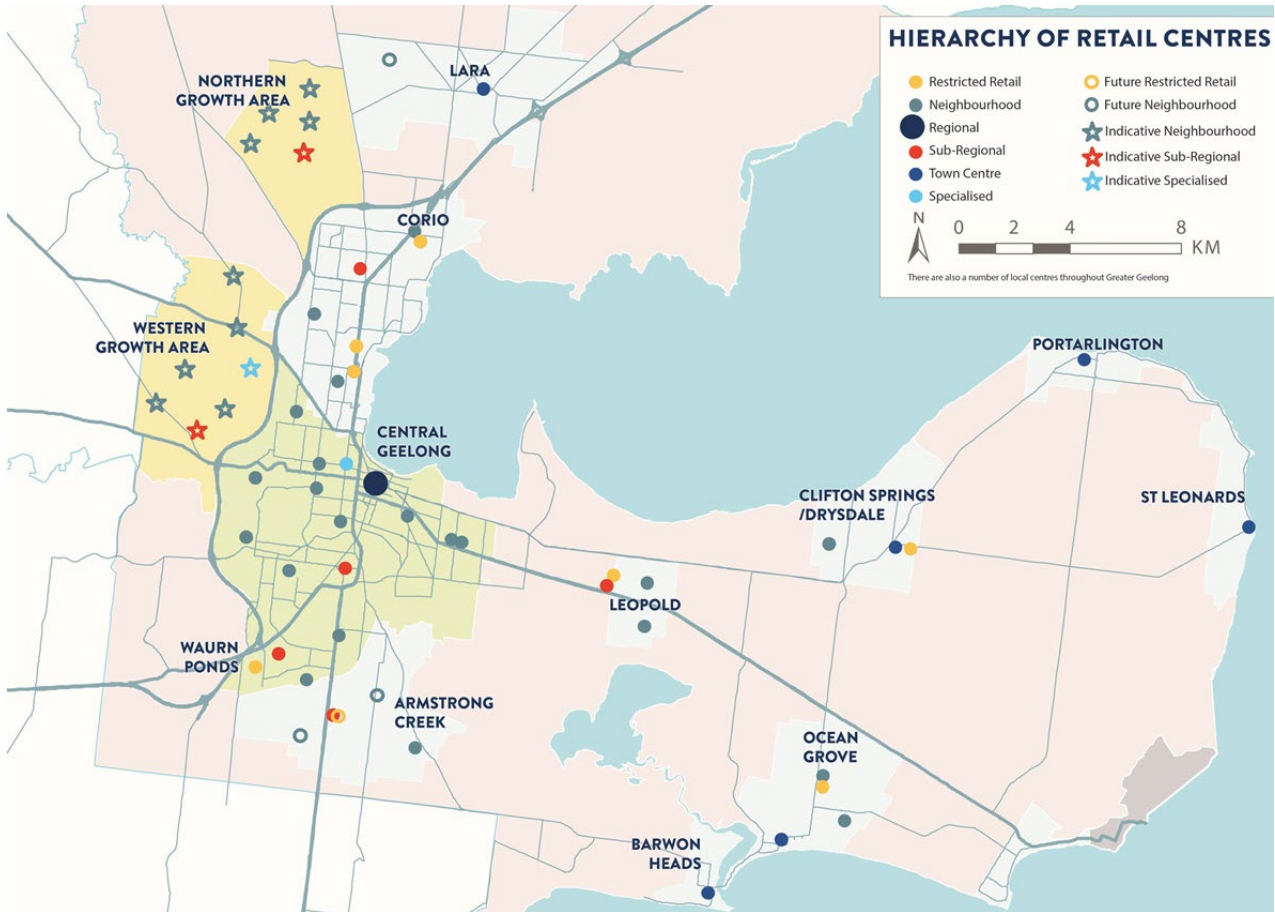 HIERARCHY OF RETAIL CENTRES
Restricted Retail
Neighbourhood
Regional
Sub-Regional
Town Centre
Specialised
Future Restricted Retail
Future Neighbourhood
Indicative Neighbourhood
Indicative Sub-Regional
Indicative Specialised
N
0 2 4 8
KM
There are also a number of local centres throughout Greater Geelong
NORTHERN
GROWTH AREA
LARA
CORIO
WESTERN
GROWTH AREA
PORTARLINGTON
CENTRAL
GEELONG
CLIFTON SPRINGS
/DRYSDALE
ST LEONARDS
LEOPOLD
WAURN
PONDS
ARMSTRONG
CREEK
OCEAN
GROVE
BARWON
HEADS